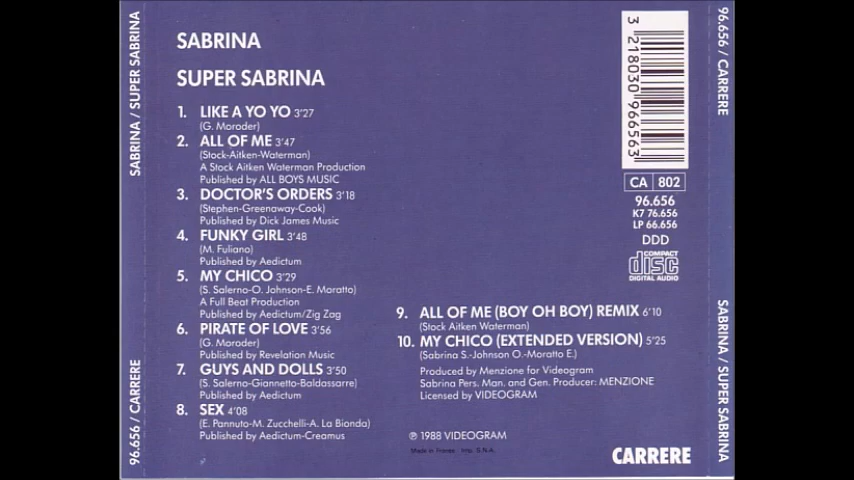 SABRINA / SUPER SABRINA
96.656 / CARRERE
SABRINA
SUPER SABRINA
1. LIKE A YO YO 3'27
(G. Moroder)
2. ALL OF ME 3'47
(Stock-Aitken-Waterman)
A Stock Aitken Waterman Production
Published by ALL BOYS MUSIC
3. DOCTOR'S ORDERS 3'18
(Stephen-Greenaway-Cook)
Published by Dick James Music
4. FUNKY GIRL 3'48
(M. Fuliano)
Published by Aedictum
5. MY CHICO 3'29
(S. Salerno-O. Johnson-E. Moratto)
A Full Beat Production
Published by Aedictum/Zig Zag
6. PIRATE OF LOVE 3'56
(G. Moroder)
Published by Revelation Music
7. GUYS AND DOLLS 3'50
(S. Salerno-Giannetto-Baldassarre)
Published by Aedictum
8. SEX 4'08
(E. Pannuto-M. Zucchelli-A. La Bionda)
Published by Aedictum-Creamus
9. ALL OF ME (BOY OH BOY) REMIX 6'10
(Stock Aitken Waterman)
10. MY CHICO (EXTENDED VERSION) 5'25
(Sabrina S.-Johnson O.-Moratto E.)
Produced by Menzione for Videogram
Sabrina Pers. Man. and Gen. Producer: MENZIONE
Licensed by VIDEOGRAM
℗ 1988 VIDEOGRAM
Made in France Imp. S.N.A.
3 218030 966563
CA 802
96.656
K7 76.656
LP 66.656
DDD
COMPACT
disc
DIGITAL AUDIO
CARRERE
96.656 / CARRERE
SABRINA / SUPER SABRINA